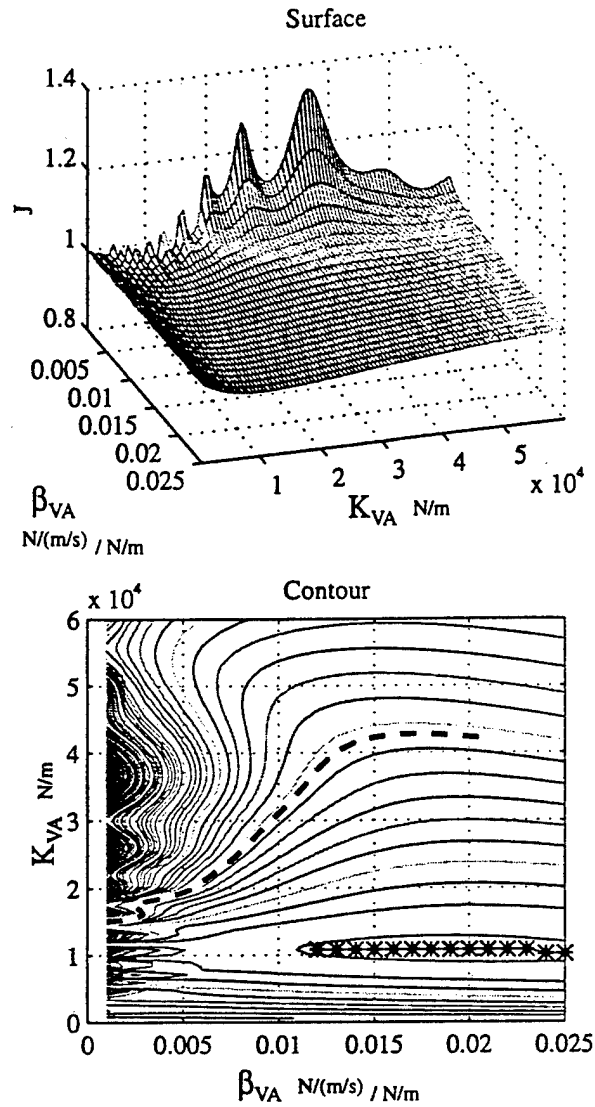 Surface
1.4
1.2
1
0.8
J
0.005
0.01
0.015
0.02
0.025
β_VA
N/(m/s) / N/m
1 2 3 4 5
x 10^4
K_VA N/m
Contour
x 10^4
6
5
4
3
2
1
0
K_VA N/m
0 0.005 0.01 0.015 0.02 0.025
β_VA N/(m/s) / N/m